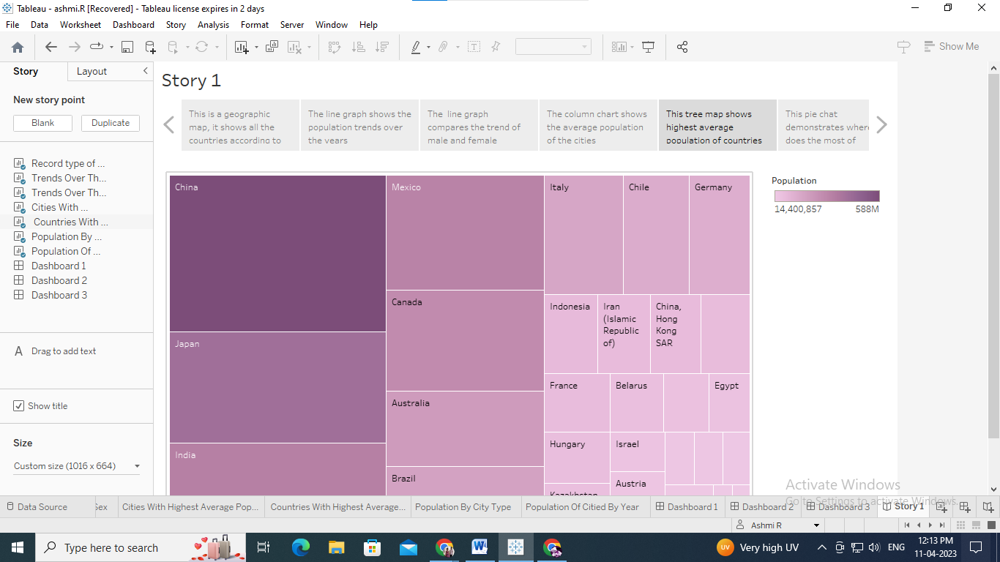 Tableau - ashmi.R [Recovered] - Tableau license expires in 2 days
File Data Worksheet Dashboard Story Analysis Format Server Window Help
Show Me
Story Layout
New story point
Blank Duplicate
Record type of ...
Trends Over Th...
Trends Over Th...
Cities With ...
Countries With ...
Population By ...
Population Of ...
Dashboard 1
Dashboard 2
Dashboard 3
A Drag to add text
Show title
Size
Custom size (1016 x 664)
Story 1
This is a geographic
map, it shows all the
countries according to
The line graph shows the
population trends over
the years
The line graph
compares the trend of
male and female
The column chart shows
the average population
of the cities
This tree map shows
highest average
population of countries
This pie chat
demonstrates where
does the most of
China
Japan
India
Mexico
Canada
Australia
Brazil
Italy
Chile
Germany
Indonesia
Iran
(Islamic
Republic
of)
China,
Hong
Kong
SAR
France
Belarus
Egypt
Hungary
Israel
Austria
Kazakhstan
Population
14,400,857 588M
Activate Windows
Go to Settings to activate Windows.
Data Source Sex Cities With Highest Average Pop... Countries With Highest Average... Population By City Type Population Of Citied By Year Dashboard 1 Dashboard 2 Dashboard 3 Story 1
Ashmi R
Type here to search
UV Very high UV
ENG
12:13 PM
11-04-2023